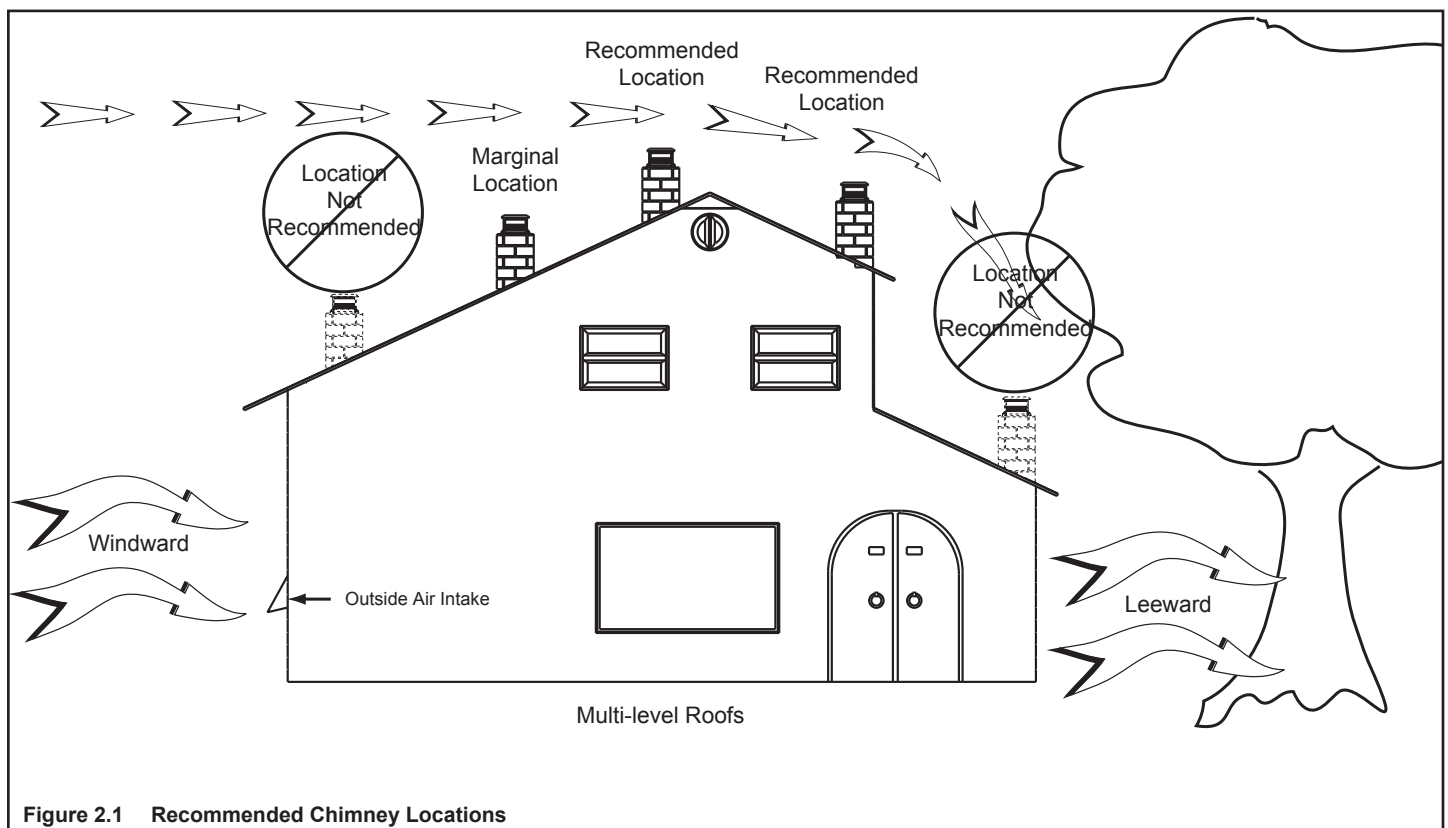 Recommended
Location
Recommended
Location
Marginal
Location
Location
Not
Recommended
Location
Not
Recommended
Windward
Outside Air Intake
Leeward
Multi-level Roofs
Figure 2.1 Recommended Chimney Locations